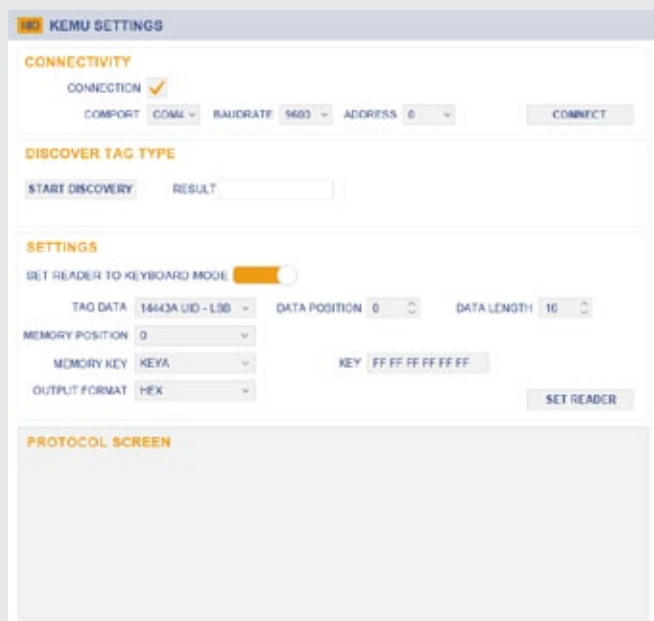 HID KEMU SETTINGS
CONNECTIVITY
CONNECTION
COMPORT COM4 BAUDRATE 9600 ADDRESS 0 CONNECT
DISCOVER TAG TYPE
START DISCOVERY RESULT
SETTINGS
SET READER TO KEYBOARD MODE
TAG DATA 14443A UID - LSB DATA POSITION 0 DATA LENGTH 16
MEMORY POSITION 0
MEMORY KEY KEYA KEY FF FF FF FF FF FF
OUTPUT FORMAT HEX
SET READER
PROTOCOL SCREEN